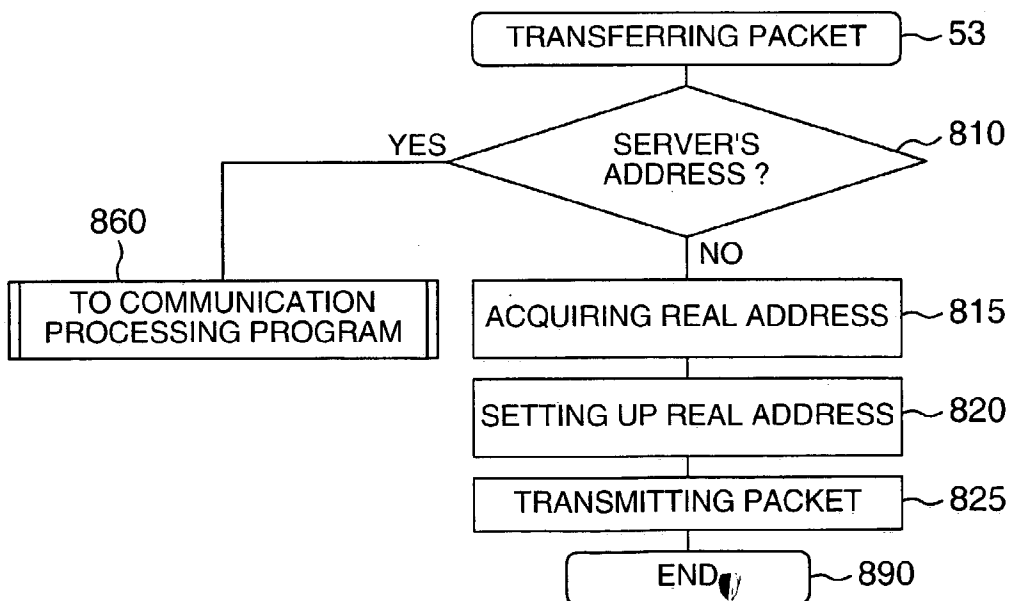 TRANSFERRING PACKET
53
SERVER'S
ADDRESS ?
810
YES
NO
860
TO COMMUNICATION
PROCESSING PROGRAM
ACQUIRING REAL ADDRESS
815
SETTING UP REAL ADDRESS
820
TRANSMITTING PACKET
825
END
890